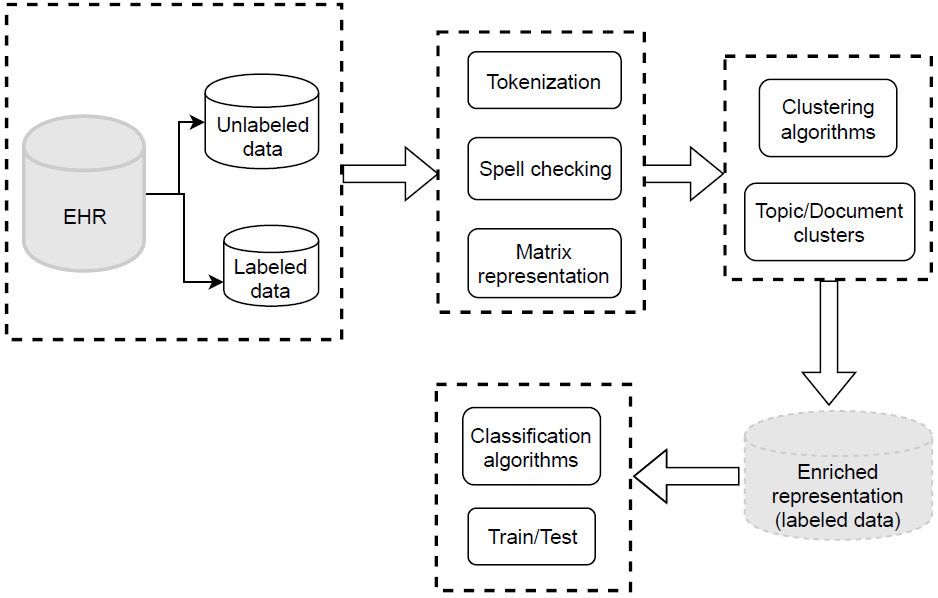 EHR
Unlabeled
data
Labeled
data
Tokenization
Spell checking
Matrix
representation
Clustering
algorithms
Topic/Document
clusters
Enriched
representation
(labeled data)
Classification
algorithms
Train/Test